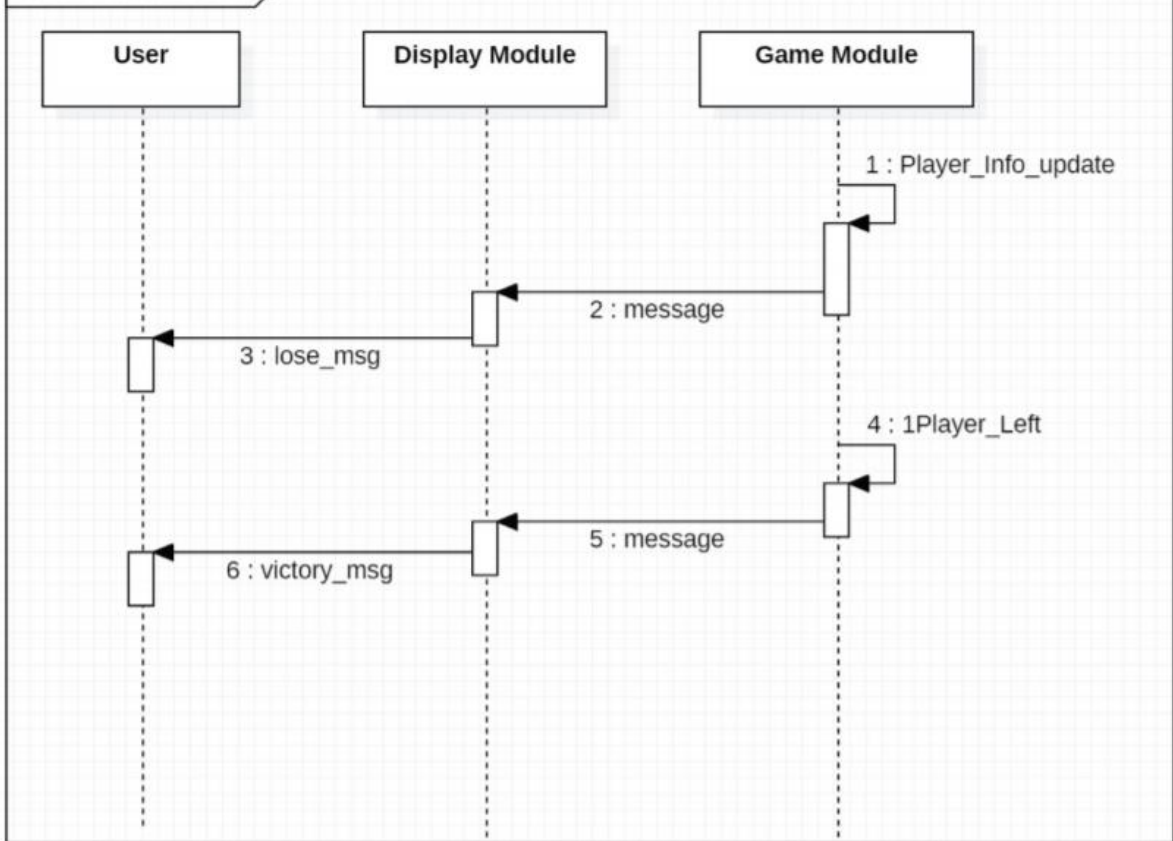 User
Display Module
Game Module
1 : Player_Info_update
2 : message
3 : lose_msg
4 : 1Player_Left
5 : message
6 : victory_msg